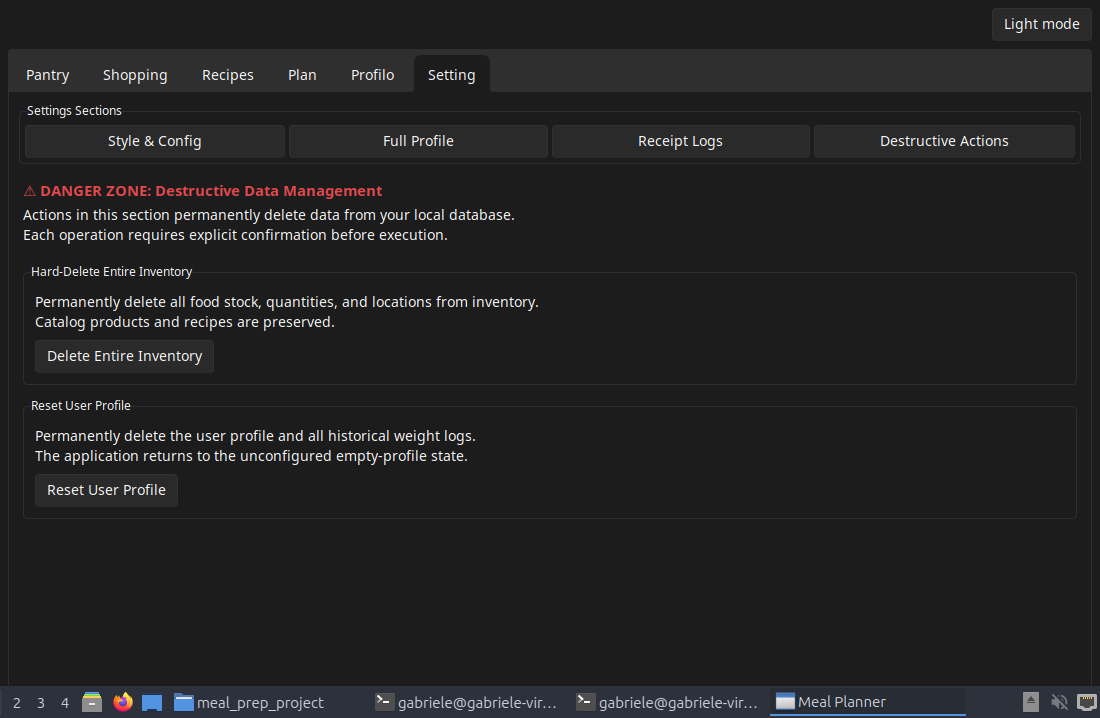 Light mode
Pantry Shopping Recipes Plan Profilo Setting
Settings Sections
Style & Config Full Profile Receipt Logs Destructive Actions
⚠ DANGER ZONE: Destructive Data Management
Actions in this section permanently delete data from your local database.
Each operation requires explicit confirmation before execution.
Hard-Delete Entire Inventory
Permanently delete all food stock, quantities, and locations from inventory.
Catalog products and recipes are preserved.
Delete Entire Inventory
Reset User Profile
Permanently delete the user profile and all historical weight logs.
The application returns to the unconfigured empty-profile state.
Reset User Profile
2 3 4 meal_prep_project gabriele@gabriele-vir... gabriele@gabriele-vir... Meal Planner